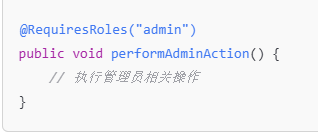 @RequiresRoles("admin")
public void performAdminAction() {
    // 执行管理员相关操作
}